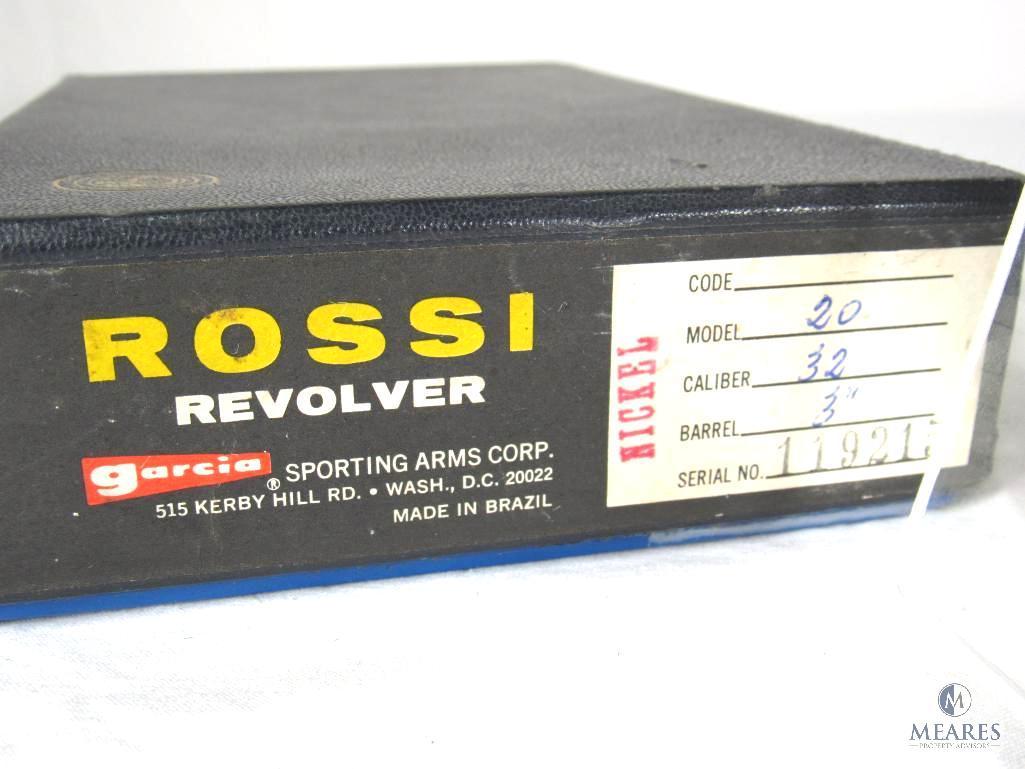 ROSSI
REVOLVER
garcia ® SPORTING ARMS CORP.
515 KERBY HILL RD. • WASH., D.C. 20022
MADE IN BRAZIL
NICKEL
CODE
MODEL 20
CALIBER 32
BARREL 3"
SERIAL NO.
M
MEARES
PROPERTY ADVISORS